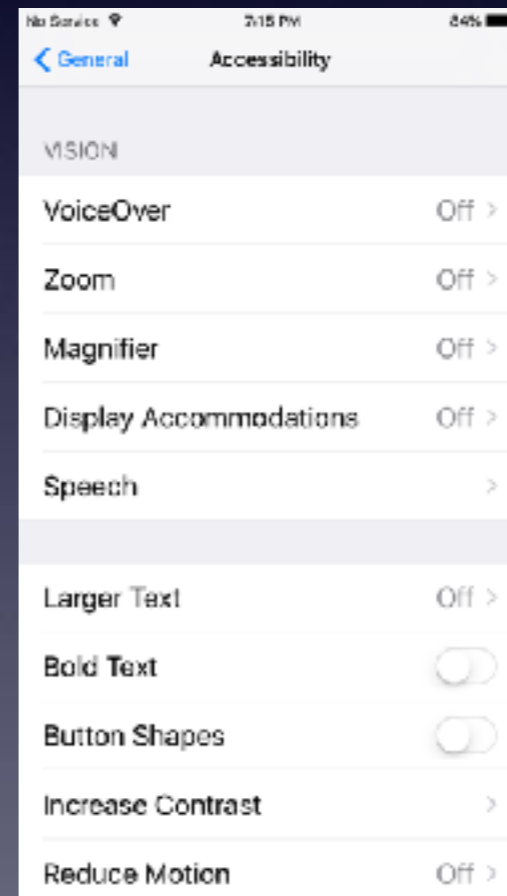 No Service 7:15 PM 84%
General Accessibility
VISION
VoiceOver Off
Zoom Off
Magnifier Off
Display Accommodations Off
Speech
Larger Text Off
Bold Text
Button Shapes
Increase Contrast
Reduce Motion Off